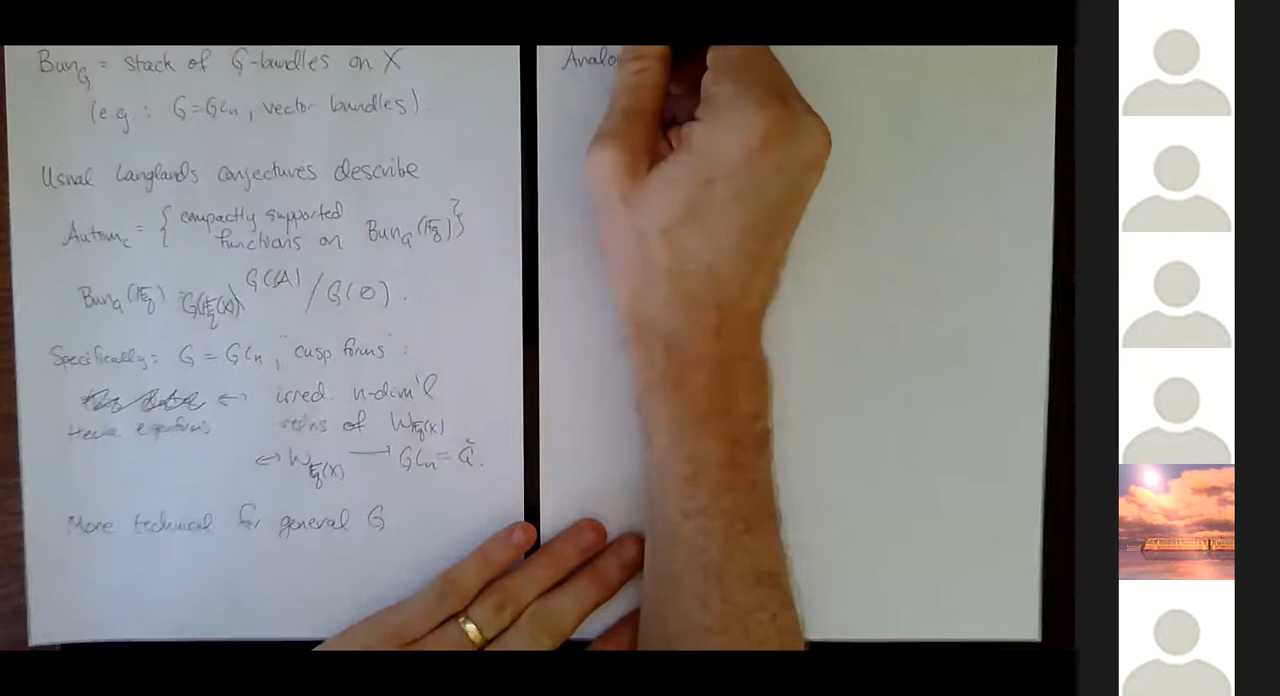 Bun_G = stack of G-bundles on X
(e.g.: G=GL_n, vector bundles).
Usual Langlands conjectures describe
Autom_c = { compactly supported functions on Bun_G(F_q) }
Bun_G(F_q) G(F_q(X)) \ G(A) / G(O).
Specifically: G = GL_n, "cusp forms":
↔ irred. n-dim'l
Hecke eigenforms of W_{F_q(X)}
↔ W_{F_q(X)} → GL_n = Ǧ.
More technical for general G
Analo